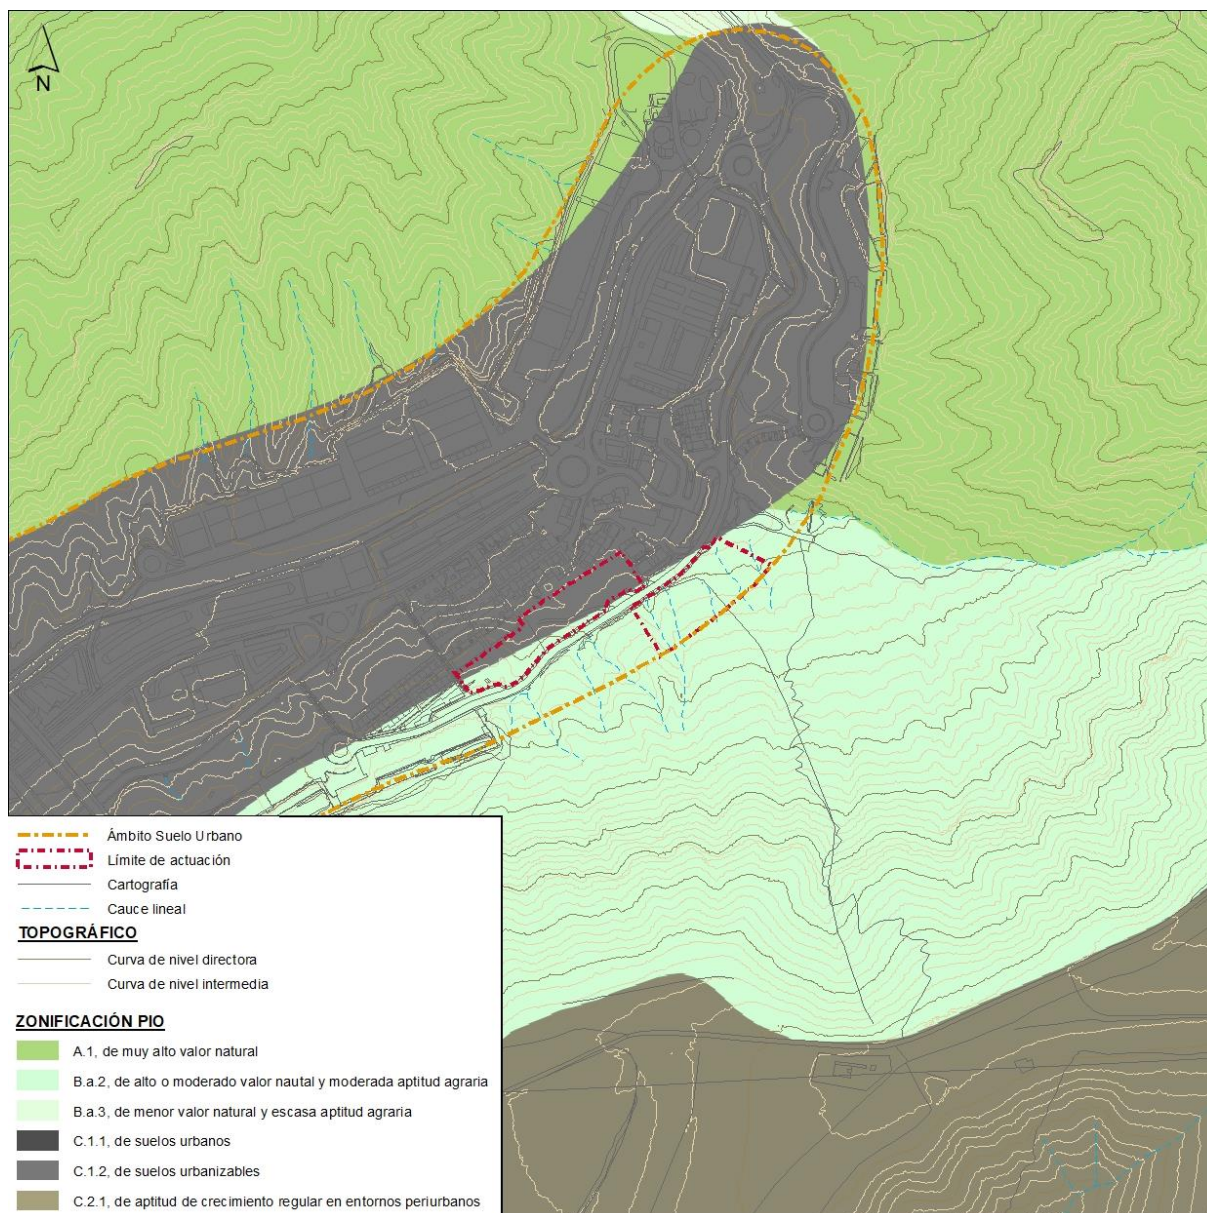 N
Ámbito Suelo Urbano
Límite de actuación
Cartografía
Cauce lineal
TOPOGRÁFICO
Curva de nivel directora
Curva de nivel intermedia
ZONIFICACIÓN PIO
A.1, de muy alto valor natural
B.a.2, de alto o moderado valor nautal y moderada aptitud agraria
B.a.3, de menor valor natural y escasa aptitud agraria
C.1.1, de suelos urbanos
C.1.2, de suelos urbanizables
C.2.1, de aptitud de crecimiento regular en entornos periurbanos